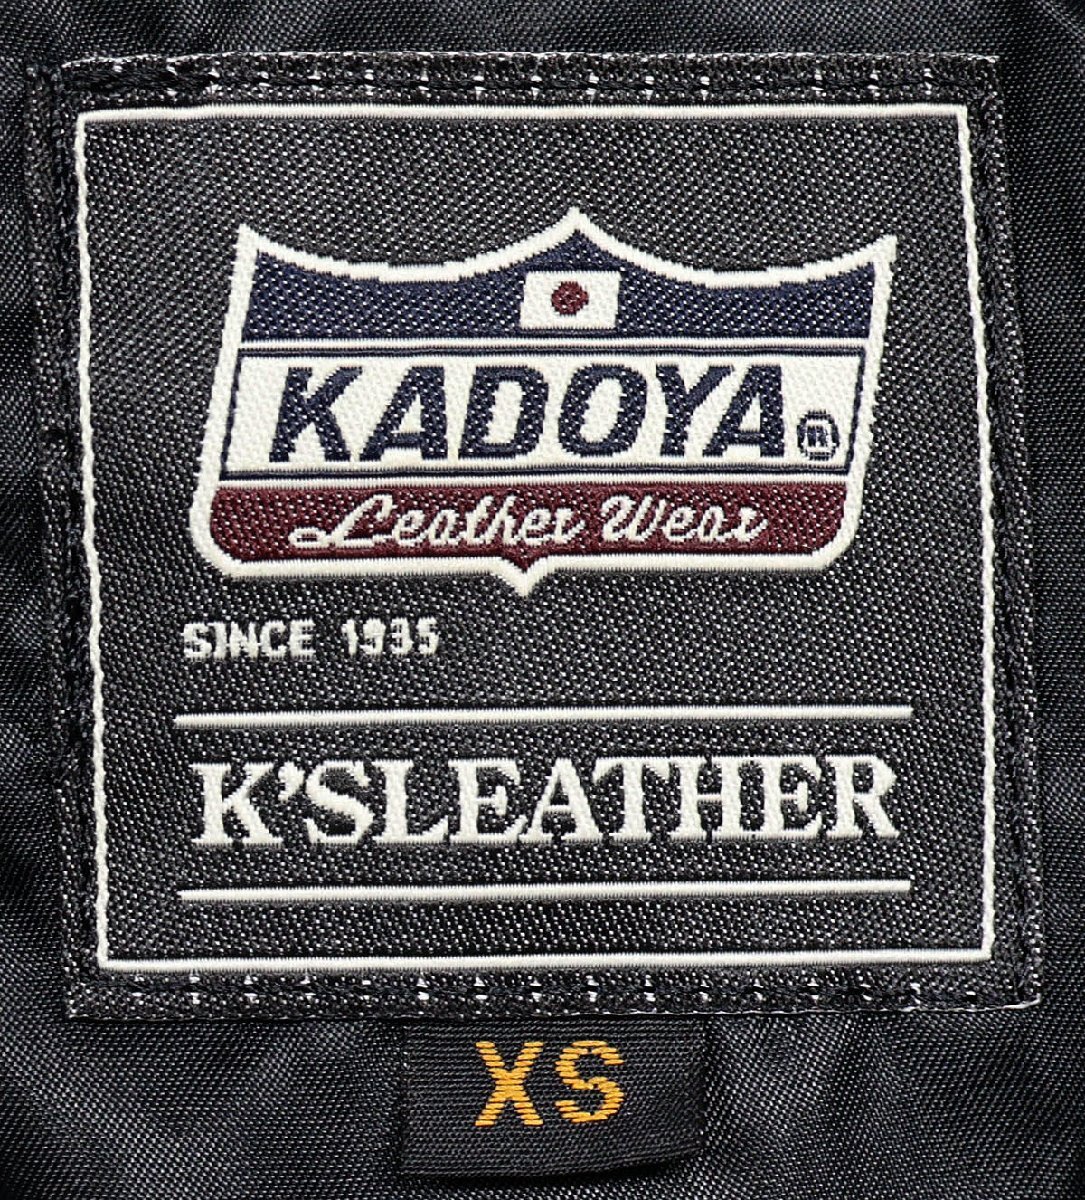 KADOYA ®
Leather Wear
SINCE 1935
K'SLEATHER
XS